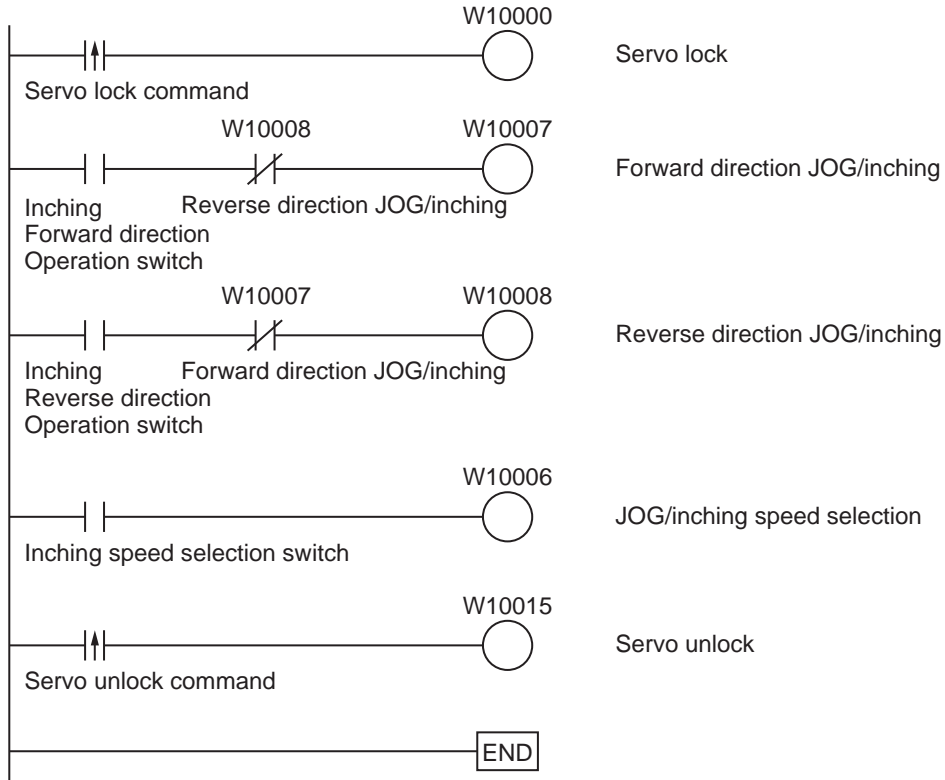 W10000
Servo lock
Servo lock command
W10008
W10007
Forward direction JOG/inching
Inching
Forward direction
Operation switch
Reverse direction JOG/inching
W10007
W10008
Reverse direction JOG/inching
Inching
Reverse direction
Operation switch
Forward direction JOG/inching
W10006
JOG/inching speed selection
Inching speed selection switch
W10015
Servo unlock
Servo unlock command
END